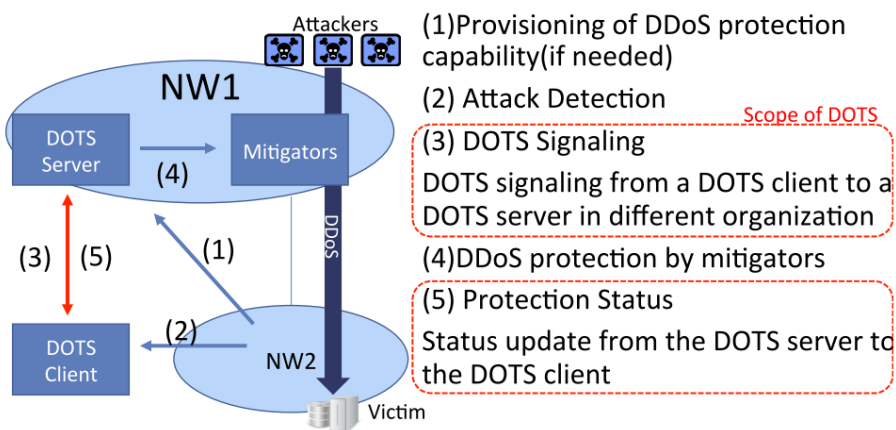 Attackers
NW1
DOTS
Server
(4)
Mitigators
(3)
(5)
(1)
DDoS
(2)
DOTS
Client
NW2
Victim
(1)Provisioning of DDoS protection
capability(if needed)
(2) Attack Detection
Scope of DOTS
(3) DOTS Signaling
DOTS signaling from a DOTS client to a
DOTS server in different organization
(4)DDoS protection by mitigators
(5) Protection Status
Status update from the DOTS server to
the DOTS client